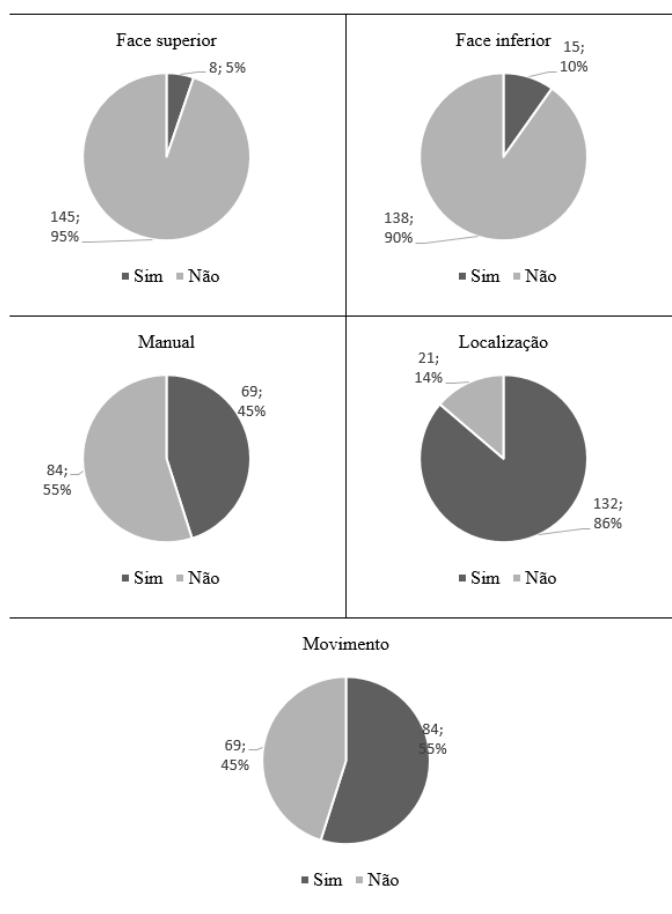 Face superior
8; 5%
145;
95%
Sim Não
Face inferior
15;
10%
138;
90%
Sim Não
Manual
69;
45%
84;
55%
Sim Não
Localização
21;
14%
132;
86%
Sim Não
Movimento
84;
55%
69;
45%
Sim Não